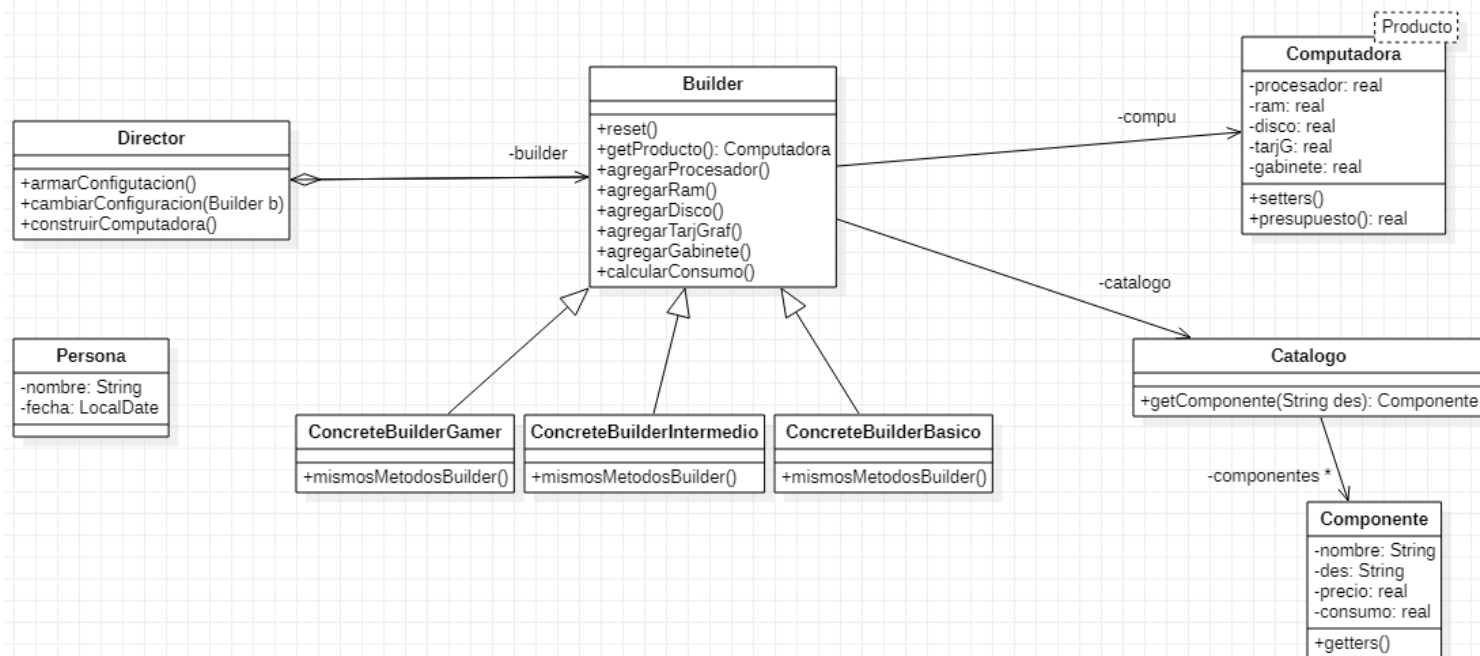 Director
+armarConfigutacion()
+cambiarConfiguracion(Builder b)
+construirComputadora()
-builder
Builder
+reset()
+getProducto(): Computadora
+agregarProcesador()
+agregarRam()
+agregarDisco()
+agregarTarjGraf()
+agregarGabinete()
+calcularConsumo()
-compu
Producto
Computadora
-procesador: real
-ram: real
-disco: real
-tarjG: real
-gabinete: real
+setters()
+presupuesto(): real
-catalogo
Persona
-nombre: String
-fecha: LocalDate
ConcreteBuilderGamer
+mismosMetodosBuilder()
ConcreteBuilderIntermedio
+mismosMetodosBuilder()
ConcreteBuilderBasico
+mismosMetodosBuilder()
Catalogo
+getComponente(String des): Componente
-componentes *
Componente
-nombre: String
-des: String
-precio: real
-consumo: real
+getters()